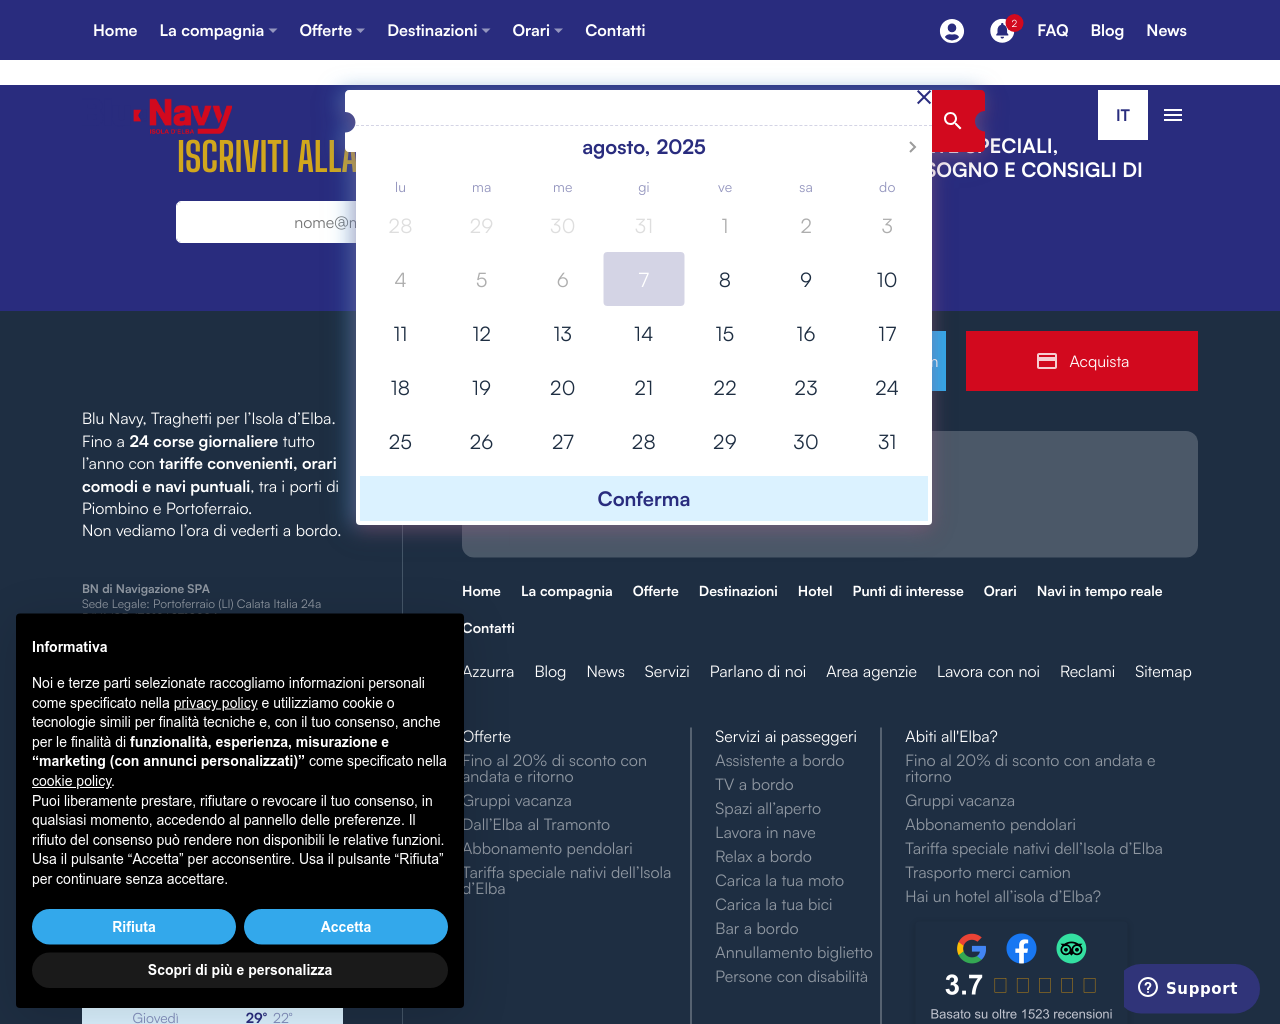 Home La compagnia Offerte Destinazioni Orari Contatti
2
FAQ Blog News
Navy
IT
ISCRIVITI ALLA
SPECIALI,
SOGNO E CONSIGLI DI
nome@
agosto, 2025
lu ma me gi ve sa do
28 29 30 31 1 2 3
4 5 6 7 8 9 10
11 12 13 14 15 16 17
18 19 20 21 22 23 24
25 26 27 28 29 30 31
Conferma
Acquista
Blu Navy, Traghetti per l’Isola d’Elba.
Fino a 24 corse giornaliere tutto
l’anno con tariffe convenienti, orari
comodi e navi puntuali, tra i porti di
Piombino e Portoferraio.
Non vediamo l’ora di vederti a bordo.
BN di Navigazione SPA
Sede Legale: Portoferraio (LI) Calata Italia 24a
Home La compagnia Offerte Destinazioni Hotel Punti di interesse Orari Navi in tempo reale
Contatti
Azzurra Blog News Servizi Parlano di noi Area agenzie Lavora con noi Reclami Sitemap
Informativa
Noi e terze parti selezionate raccogliamo informazioni personali
come specificato nella privacy policy e utilizziamo cookie o
tecnologie simili per finalità tecniche e, con il tuo consenso, anche
per le finalità di funzionalità, esperienza, misurazione e
“marketing (con annunci personalizzati)” come specificato nella
cookie policy.
Puoi liberamente prestare, rifiutare o revocare il tuo consenso, in
qualsiasi momento, accedendo al pannello delle preferenze. Il
rifiuto del consenso può rendere non disponibili le relative funzioni.
Usa il pulsante “Accetta” per acconsentire. Usa il pulsante “Rifiuta”
per continuare senza accettare.
Rifiuta Accetta
Scopri di più e personalizza
Giovedì 29° 22°
Offerte
Fino al 20% di sconto con
andata e ritorno
Gruppi vacanza
Dall’Elba al Tramonto
Abbonamento pendolari
Tariffa speciale nativi dell’Isola
d’Elba
Servizi ai passeggeri
Assistente a bordo
TV a bordo
Spazi all’aperto
Lavora in nave
Relax a bordo
Carica la tua moto
Carica la tua bici
Bar a bordo
Annullamento biglietto
Persone con disabilità
Abiti all'Elba?
Fino al 20% di sconto con andata e
ritorno
Gruppi vacanza
Abbonamento pendolari
Tariffa speciale nativi dell’Isola d’Elba
Trasporto merci camion
Hai un hotel all’isola d’Elba?
3.7
Basato su oltre 1523 recensioni
Support